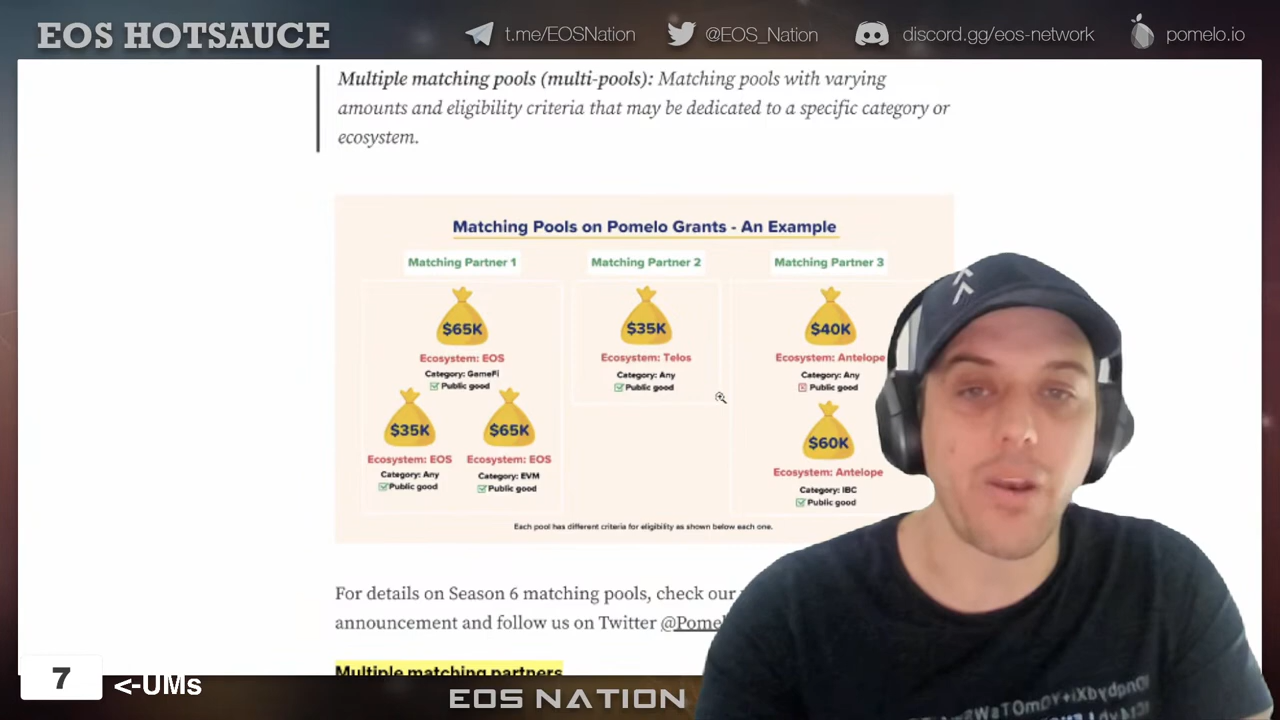 EOS HOTSAUCE
t.me/EOSNation
@EOS_Nation
discord.gg/eos-network
pomelo.io
Multiple matching pools (multi-pools): Matching pools with varying
amounts and eligibility criteria that may be dedicated to a specific category or
ecosystem.
Matching Pools on Pomelo Grants - An Example
Matching Partner 1
Matching Partner 2
Matching Partner 3
$65K
Ecosystem: EOS
Category: GameFi
Public good
$35K
Ecosystem: EOS
Category: Any
Public good
$65K
Ecosystem: EOS
Category: EVM
Public good
$35K
Ecosystem: Telos
Category: Any
Public good
$40K
Ecosystem: Antelope
Category: Any
Public good
$60K
Ecosystem: Antelope
Category: IBC
Public good
Each pool has different criteria for eligibility as shown below each one.
For details on Season 6 matching pools, check our
announcement and follow us on Twitter @Pomel
Multiple matching partners
7 <-UMs
EOS NATION